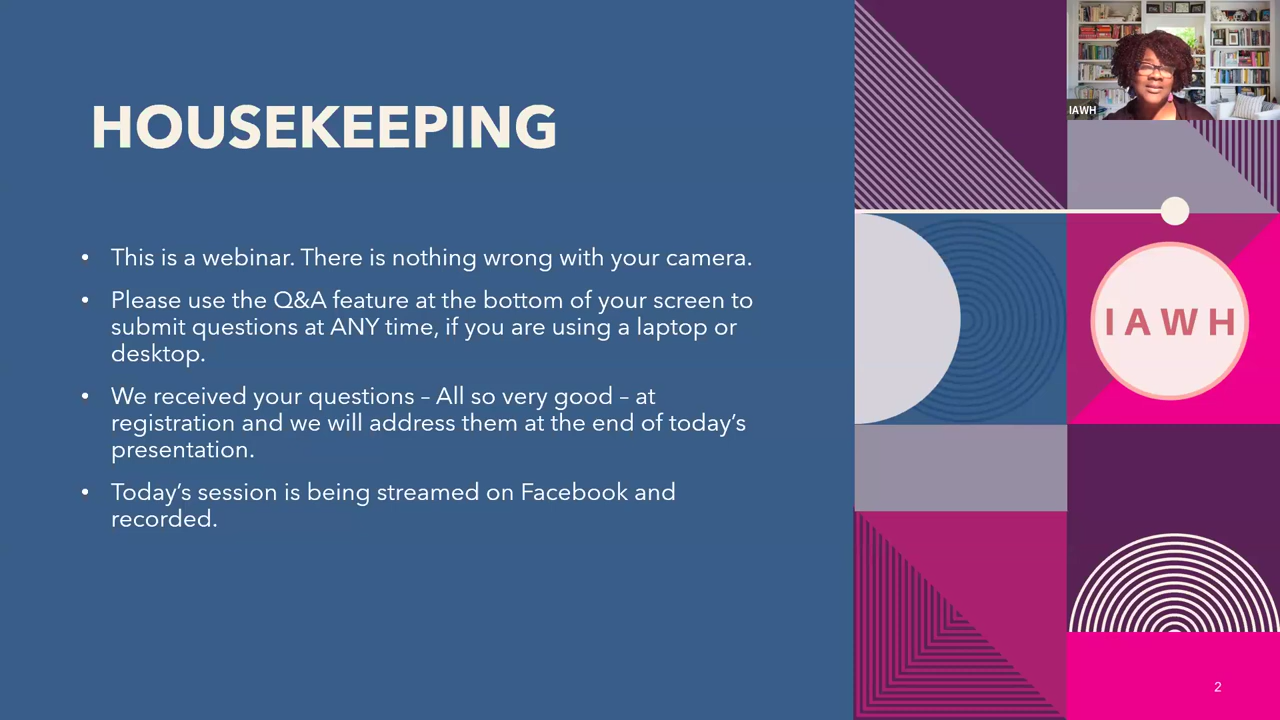 HOUSEKEEPING
• This is a webinar. There is nothing wrong with your camera.
• Please use the Q&A feature at the bottom of your screen to
submit questions at ANY time, if you are using a laptop or
desktop.
• We received your questions – All so very good – at
registration and we will address them at the end of today’s
presentation.
• Today’s session is being streamed on Facebook and
recorded.
IAWH
IAWH
2